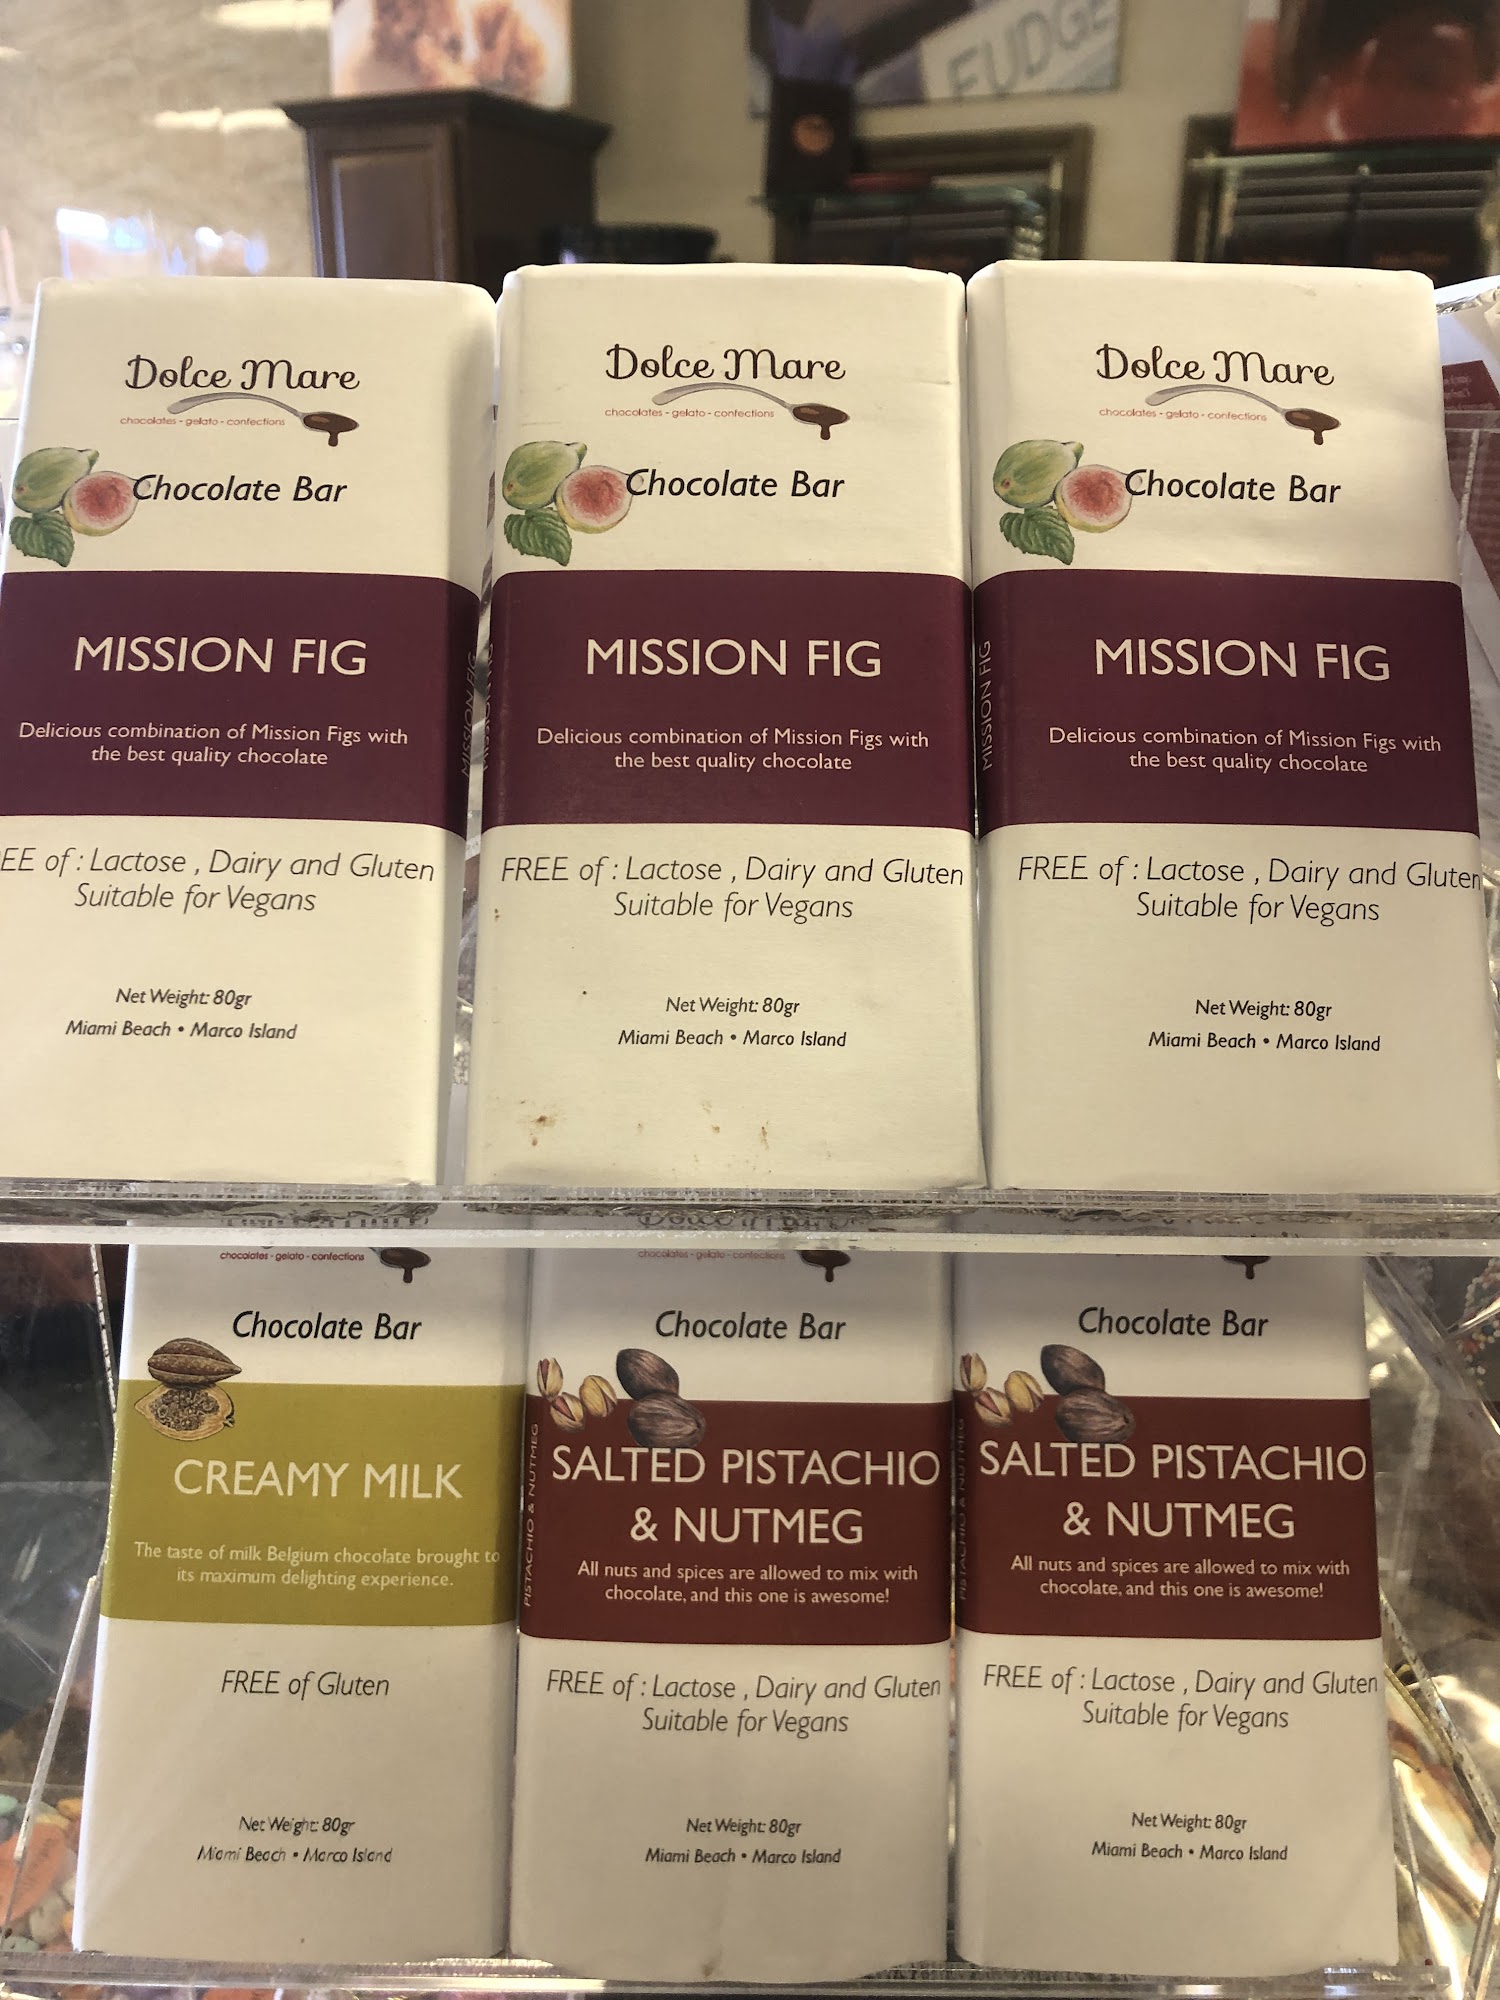 FUDGE
Dolce Mare
chocolates - gelato - confections
Chocolate Bar
MISSION FIG
Delicious combination of Mission Figs with
the best quality chocolate
EE of : Lactose , Dairy and Gluten
Suitable for Vegans
Net Weight: 80gr
Miami Beach • Marco Island
MISSION FIG
Dolce Mare
chocolates - gelato - confections
Chocolate Bar
MISSION FIG
Delicious combination of Mission Figs with
the best quality chocolate
FREE of : Lactose , Dairy and Gluten
Suitable for Vegans
Net Weight: 80gr
Miami Beach • Marco Island
MISSION FIG
Dolce Mare
chocolates - gelato - confections
Chocolate Bar
MISSION FIG
Delicious combination of Mission Figs with
the best quality chocolate
FREE of : Lactose , Dairy and Gluten
Suitable for Vegans
Net Weight: 80gr
Miami Beach • Marco Island
chocolates - gelato - confections
Chocolate Bar
CREAMY MILK
The taste of milk Belgium chocolate brought to
its maximum delighting experience.
FREE of Gluten
Net Weight: 80gr
Miami Beach • Marco Island
chocolates - gelato - confections
Chocolate Bar
PISTACHIO & NUTMEG
SALTED PISTACHIO
& NUTMEG
All nuts and spices are allowed to mix with
chocolate, and this one is awesome!
FREE of : Lactose , Dairy and Gluten
Suitable for Vegans
Net Weight: 80gr
Miami Beach • Marco Island
Chocolate Bar
PISTACHIO & NUTMEG
SALTED PISTACHIO
& NUTMEG
All nuts and spices are allowed to mix with
chocolate, and this one is awesome!
FREE of : Lactose , Dairy and Gluten
Suitable for Vegans
Net Weight: 80gr
Miami Beach • Marco Island